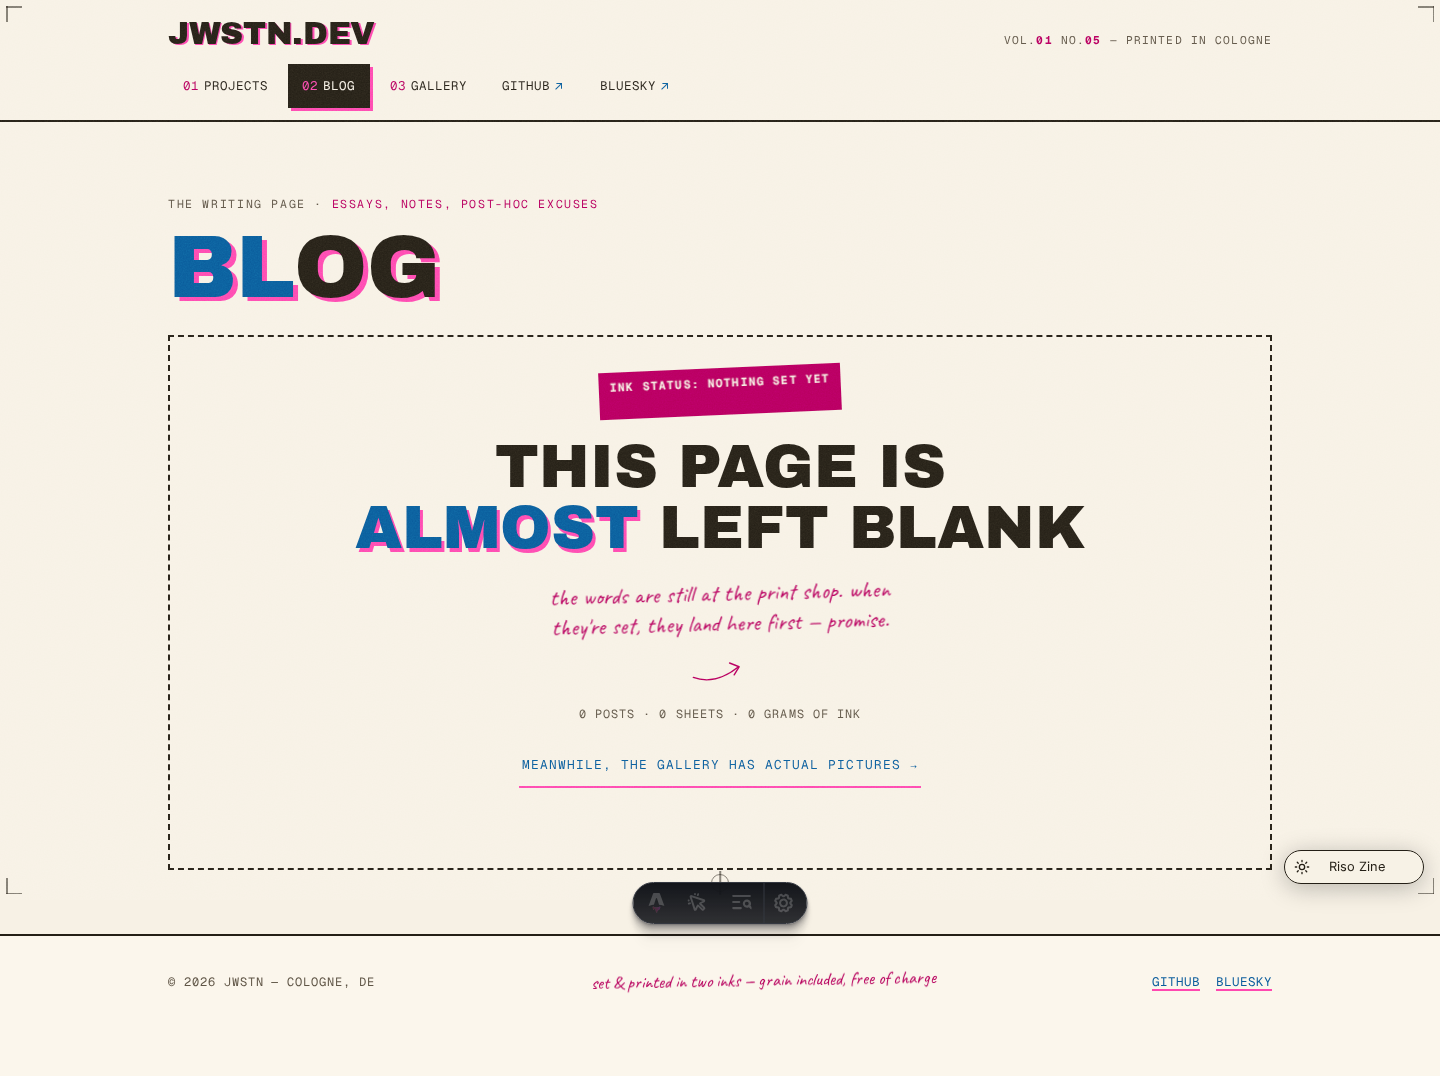 JWSTN.DEV
VOL.01 NO.05 — PRINTED IN COLOGNE
01 PROJECTS 02 BLOG 03 GALLERY GITHUB ↗ BLUESKY ↗
THE WRITING PAGE · ESSAYS, NOTES, POST-HOC EXCUSES
BLOG
INK STATUS: NOTHING SET YET
THIS PAGE IS
ALMOST LEFT BLANK
the words are still at the print shop. when
they're set, they land here first — promise.
0 POSTS · 0 SHEETS · 0 GRAMS OF INK
MEANWHILE, THE GALLERY HAS ACTUAL PICTURES →
Riso Zine
© 2026 JWSTN — COLOGNE, DE
set & printed in two inks — grain included, free of charge
GITHUB BLUESKY